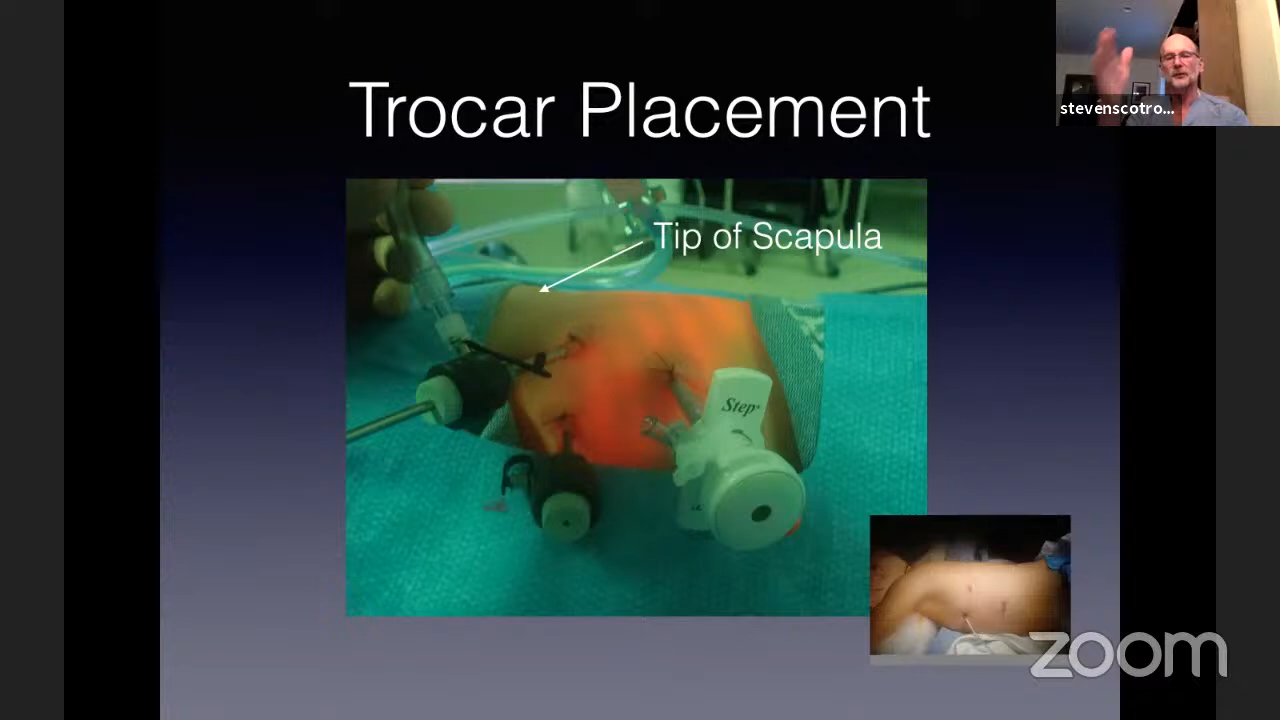 Trocar Placement
stevenscotro...
Tip of Scapula
Step
zoom